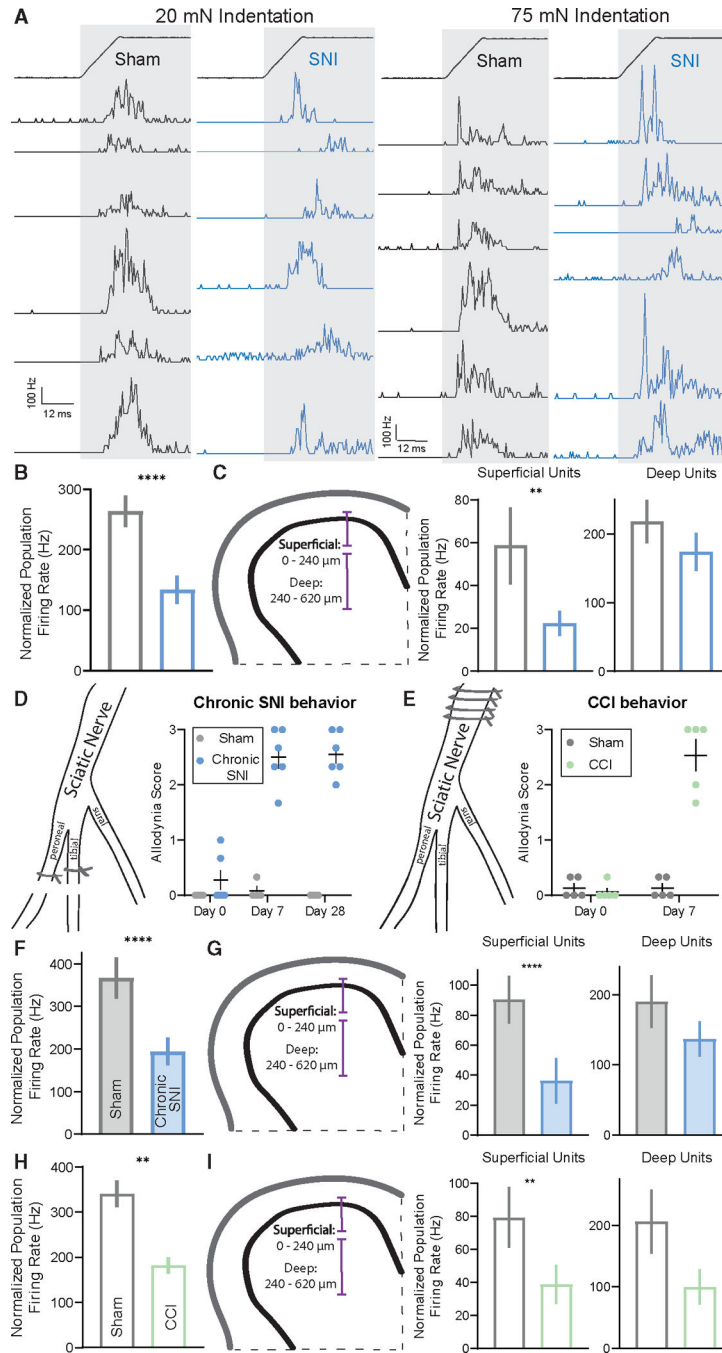 A
20 mN Indentation
75 mN Indentation
Sham
SNI
Sham
SNI
100 Hz
12 ms
100 Hz
12 ms
B
****
Normalized Population
Firing Rate (Hz)
300
200
100
0
C
Superficial:
0 - 240 µm
Deep:
240 - 620 µm
Superficial Units
**
Normalized Population
Firing Rate (Hz)
80
60
40
20
0
Deep Units
200
100
0
D
Sciatic Nerve
peroneal
tibial
sural
Chronic SNI behavior
Sham
Chronic
SNI
Allodynia Score
3
2
1
0
Day 0
Day 7
Day 28
E
Sciatic Nerve
peroneal
tibial
sural
CCI behavior
Sham
CCI
Allodynia Score
3
2
1
0
Day 0
Day 7
F
****
Normalized Population
Firing Rate (Hz)
400
300
200
100
0
Sham
Chronic
SNI
G
Superficial:
0 - 240 µm
Deep:
240 - 620 µm
Superficial Units
****
Normalized Population
Firing Rate (Hz)
100
80
60
40
20
0
Deep Units
200
100
0
H
**
Normalized Population
Firing Rate (Hz)
400
300
200
100
0
Sham
CCI
I
Superficial:
0 - 240 µm
Deep:
240 - 620 µm
Superficial Units
**
Normalized Population
Firing Rate (Hz)
100
80
60
40
20
0
Deep Units
200
100
0